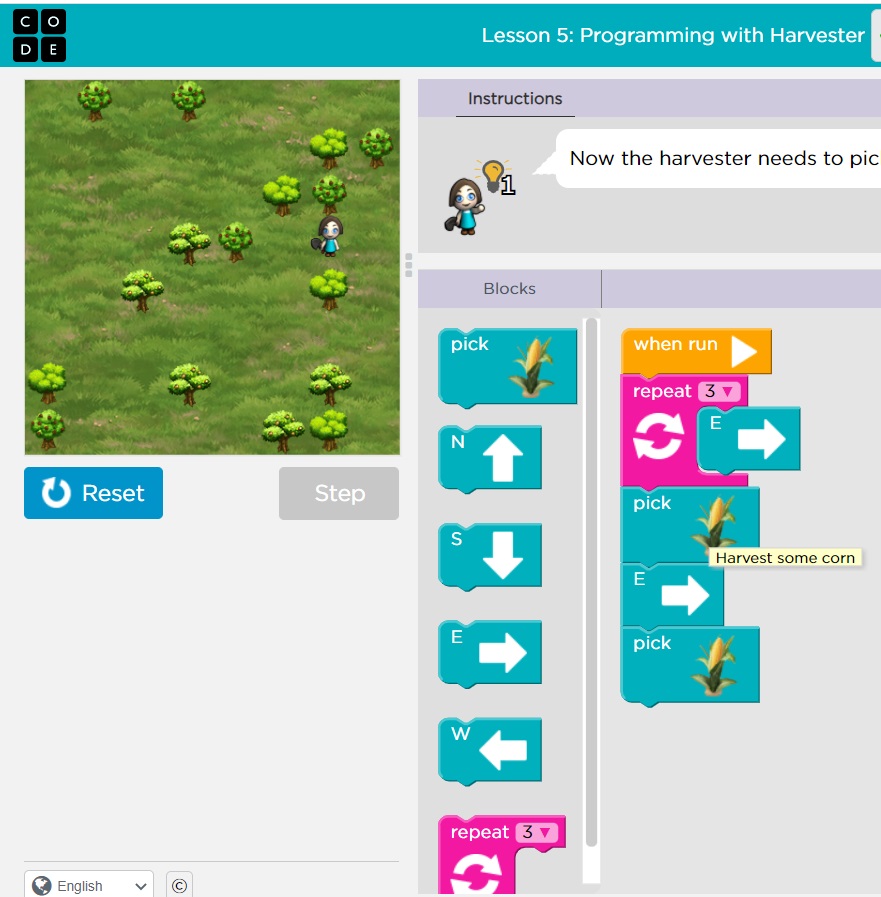 C O
D E
Lesson 5: Programming with Harvester
Instructions
1
Now the harvester needs to pic
Blocks
pick
N
S
E
W
repeat 3
when run
repeat 3
E
pick
Harvest some corn
E
pick
Reset
Step
English
©